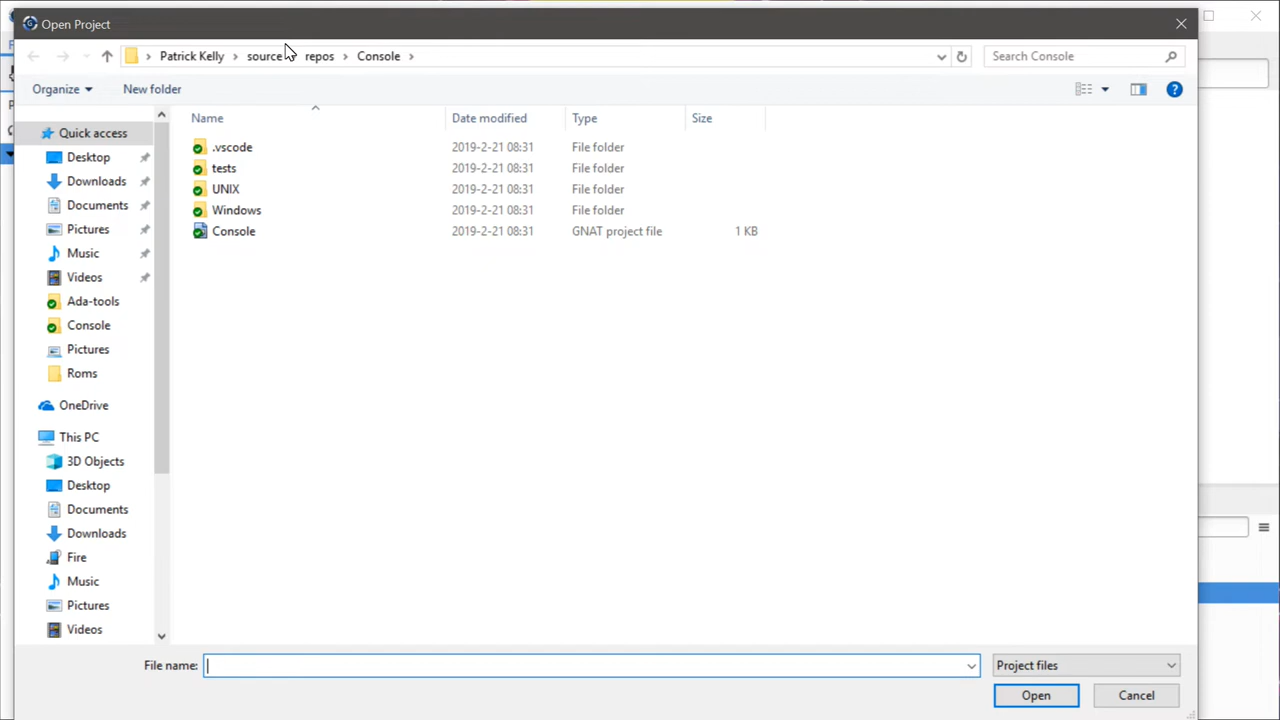 Open Project
Patrick Kelly source repos Console
Search Console
Organize
New folder
Name Date modified Type Size
Quick access
Desktop
Downloads
Documents
Pictures
Music
Videos
Ada-tools
Console
Pictures
Roms
OneDrive
This PC
3D Objects
Desktop
Documents
Downloads
Fire
Music
Pictures
Videos
.vscode 2019-2-21 08:31 File folder
tests 2019-2-21 08:31 File folder
UNIX 2019-2-21 08:31 File folder
Windows 2019-2-21 08:31 File folder
Console 2019-2-21 08:31 GNAT project file 1 KB
File name:
Project files
Open
Cancel